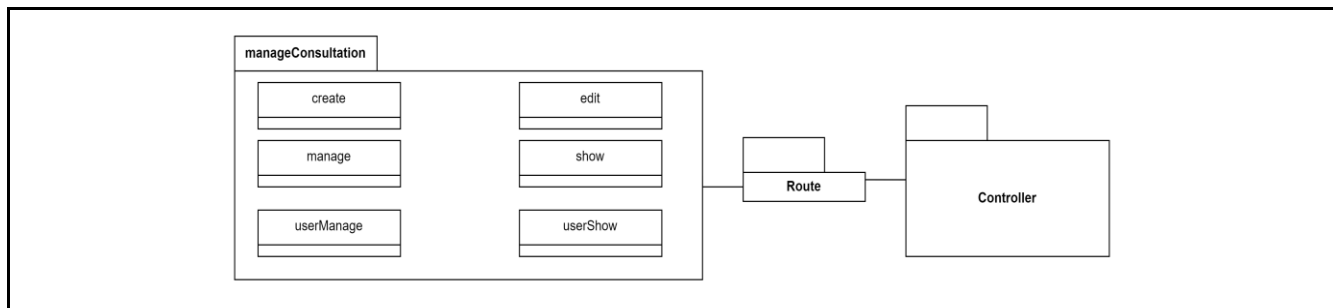 manageConsultation
create
edit
manage
show
userManage
userShow
Route
Controller